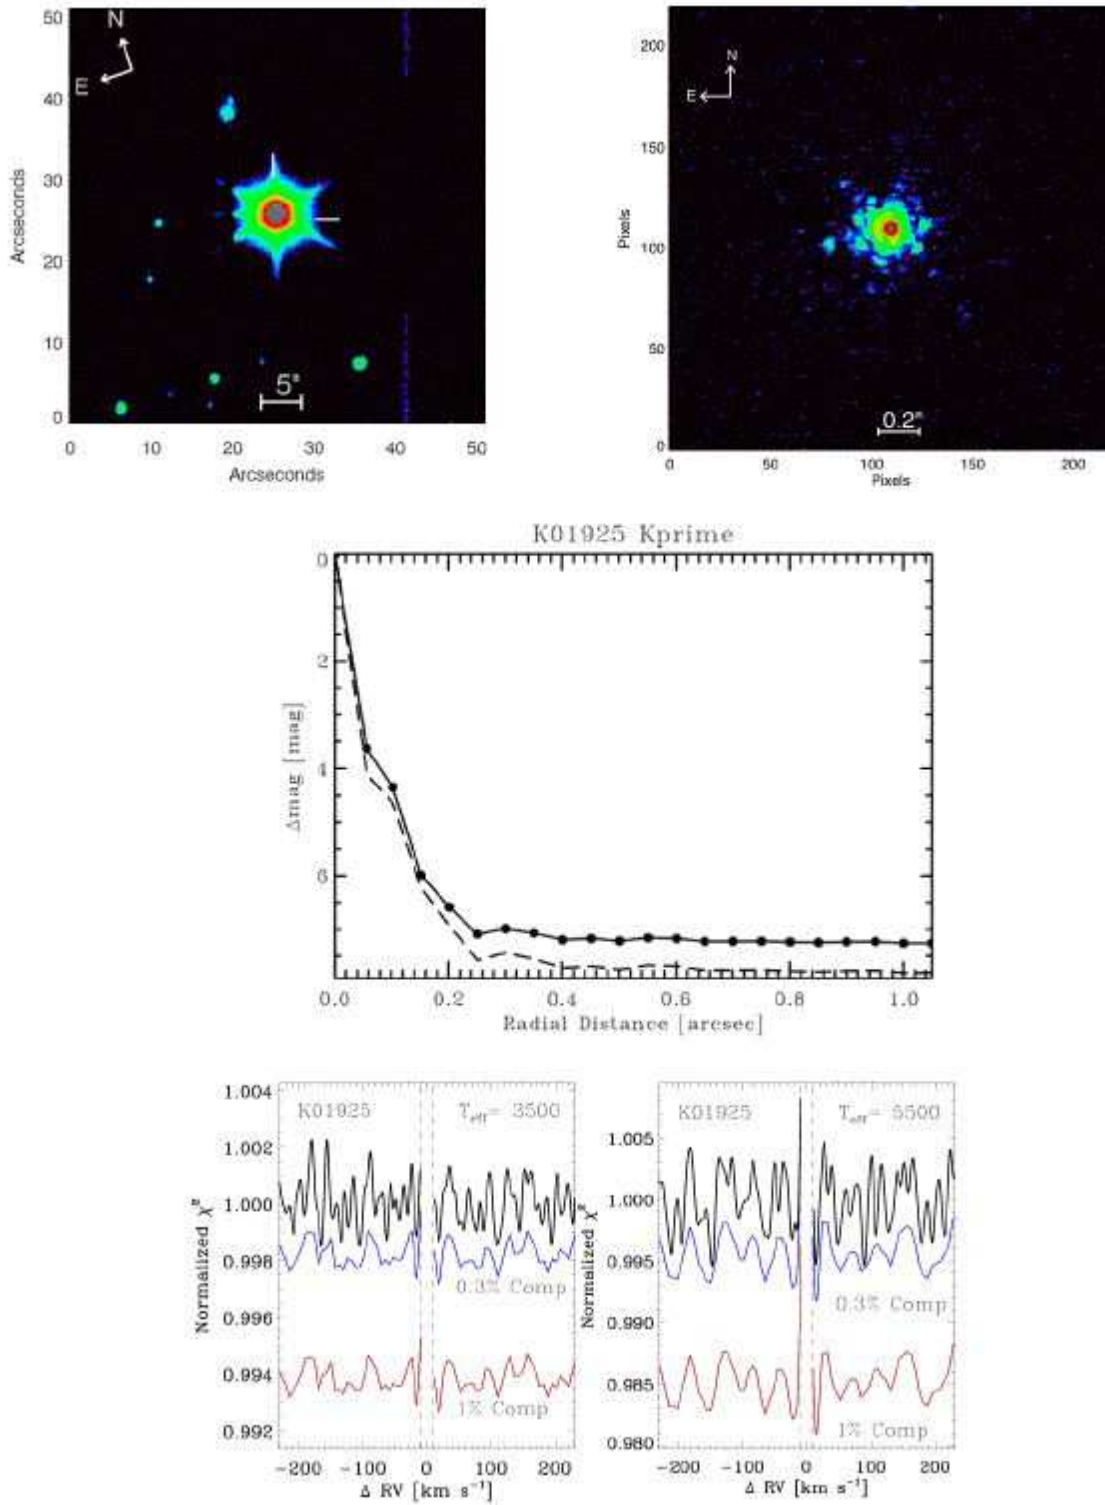 50
N
E
40
30
20
10
0
Arcseconds
5"
0 10 20 30 40 50
Arcseconds
200
N
E
150
100
50
0
Pixels
0.2"
0 50 100 150 200
Pixels
K01925 Kprime
0
2
4
6
Δmag [mag]
0.0 0.2 0.4 0.6 0.8 1.0
Radial Distance [arcsec]
1.004
1.002
1.000
0.998
0.996
0.994
0.992
Normalized χ²
K01925 Teff= 3500
0.3% Comp
1% Comp
-200 -100 0 100 200
Δ RV [km s⁻¹]
1.005
1.000
0.995
0.990
0.985
0.980
Normalized χ²
K01925 Teff= 5500
0.3% Comp
1% Comp
-200 -100 0 100 200
Δ RV [km s⁻¹]